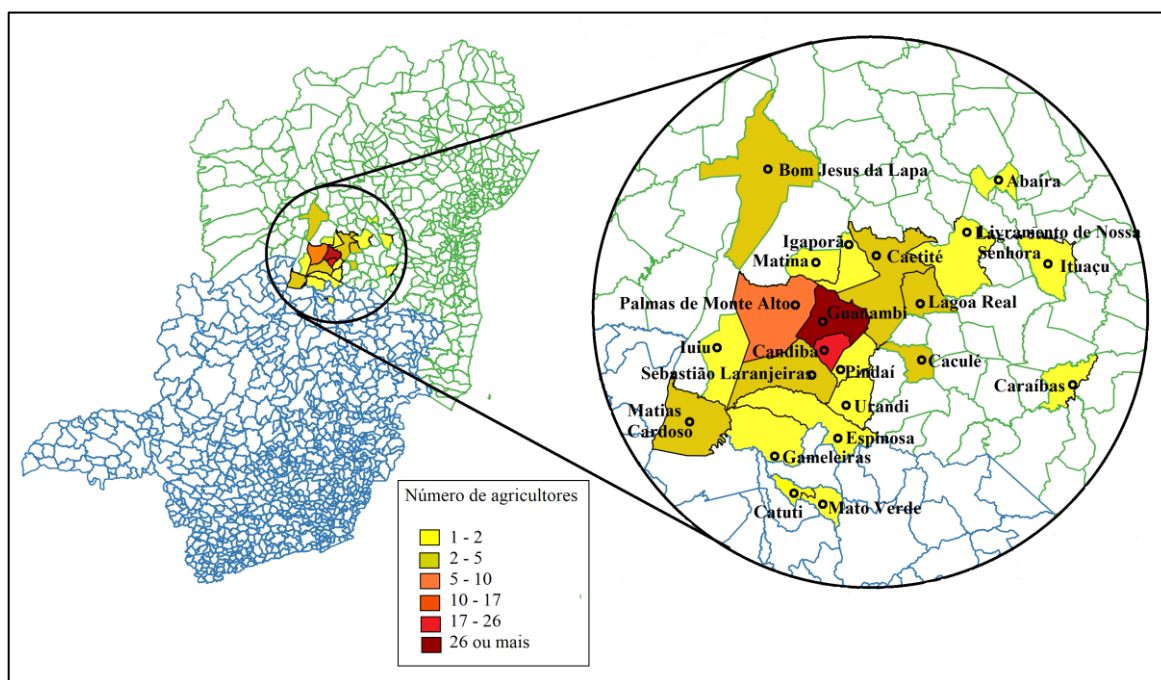 Bom Jesus da Lapa
Abaíra
Livramento de Nossa
Senhora
Igaporã
Matina
Caetité
Ituaçu
Palmas de Monte Alto
Lagoa Real
Guanambi
Iuiu
Candiba
Caculé
Sebastião Laranjeiras
Pindaí
Caraíbas
Matias
Cardoso
Urandi
Espinosa
Gameleiras
Catuti
Mato Verde
Número de agricultores
1 - 2
2 - 5
5 - 10
10 - 17
17 - 26
26 ou mais